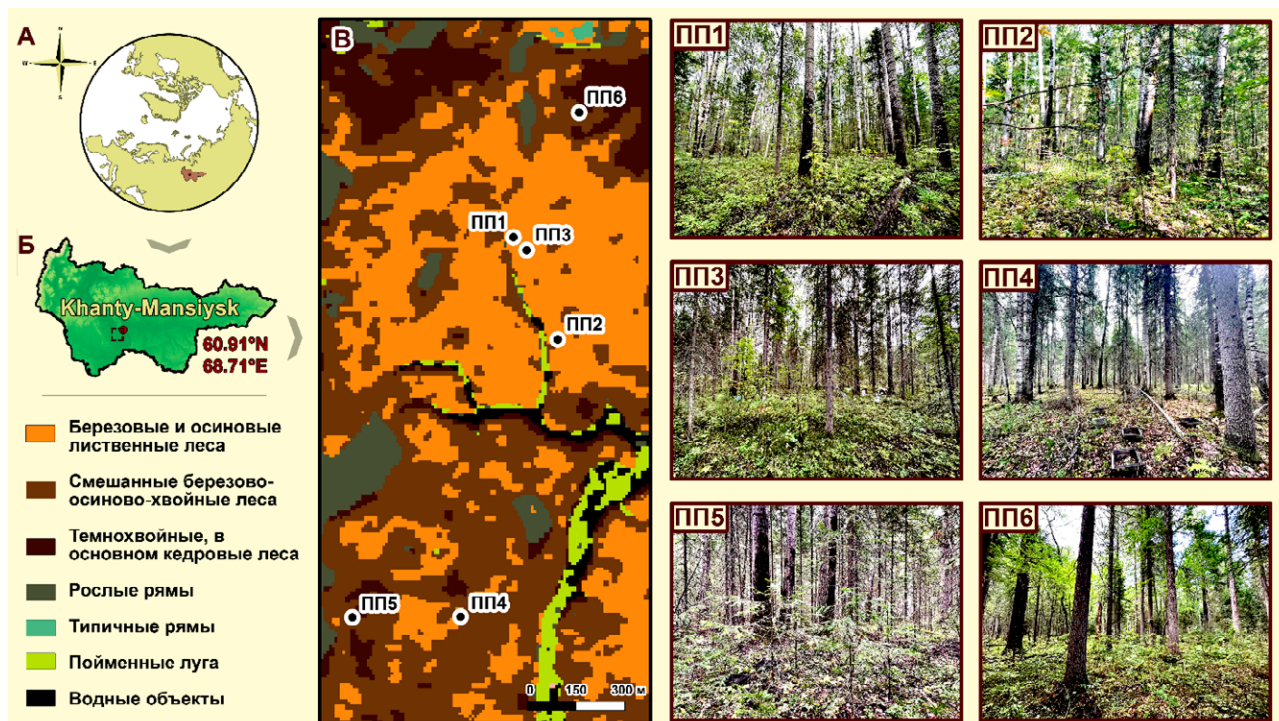 А
N
W
E
S
Б
Khanty-Mansiysk
60.91°N
68.71°E
Березовые и осиновые
лиственные леса
Смешанные березово-
осиново-хвойные леса
Темнохвойные, в
основном кедровые леса
Рослые рямы
Типичные рямы
Пойменные луга
Водные объекты
В
ПП6
ПП1
ПП3
ПП2
ПП5
ПП4
0 150 300 м
ПП1
ПП2
ПП3
ПП4
ПП5
ПП6